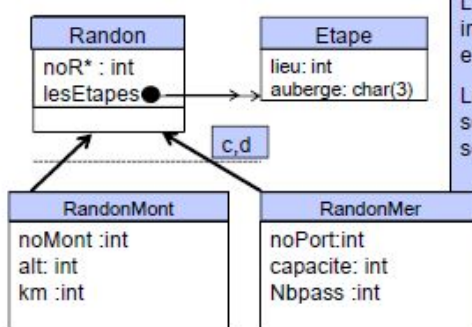 Randon
noR* : int
lesEtapes
Etape
lieu: int
auberge: char(3)
c,d
RandonMont
noMont :int
alt: int
km :int
RandonMer
noPort:int
capacite: int
Nbpass :int